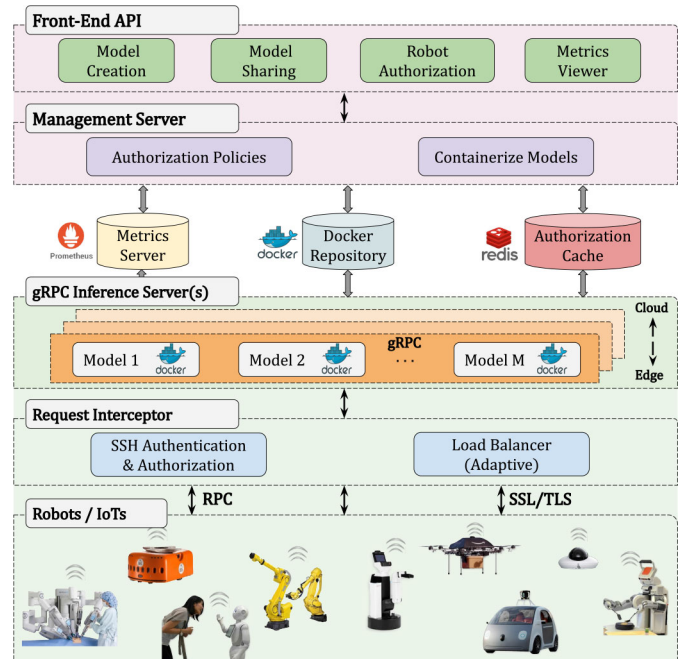 Front-End API
Model
Creation
Model
Sharing
Robot
Authorization
Metrics
Viewer
Management Server
Authorization Policies
Containerize Models
Prometheus
Metrics
Server
docker
Docker
Repository
redis
Authorization
Cache
gRPC Inference Server(s)
Cloud
Edge
gRPC
Model 1
docker
Model 2
docker
. . .
Model M
docker
Request Interceptor
SSH Authentication
& Authorization
Load Balancer
(Adaptive)
RPC
SSL/TLS
Robots / IoTs